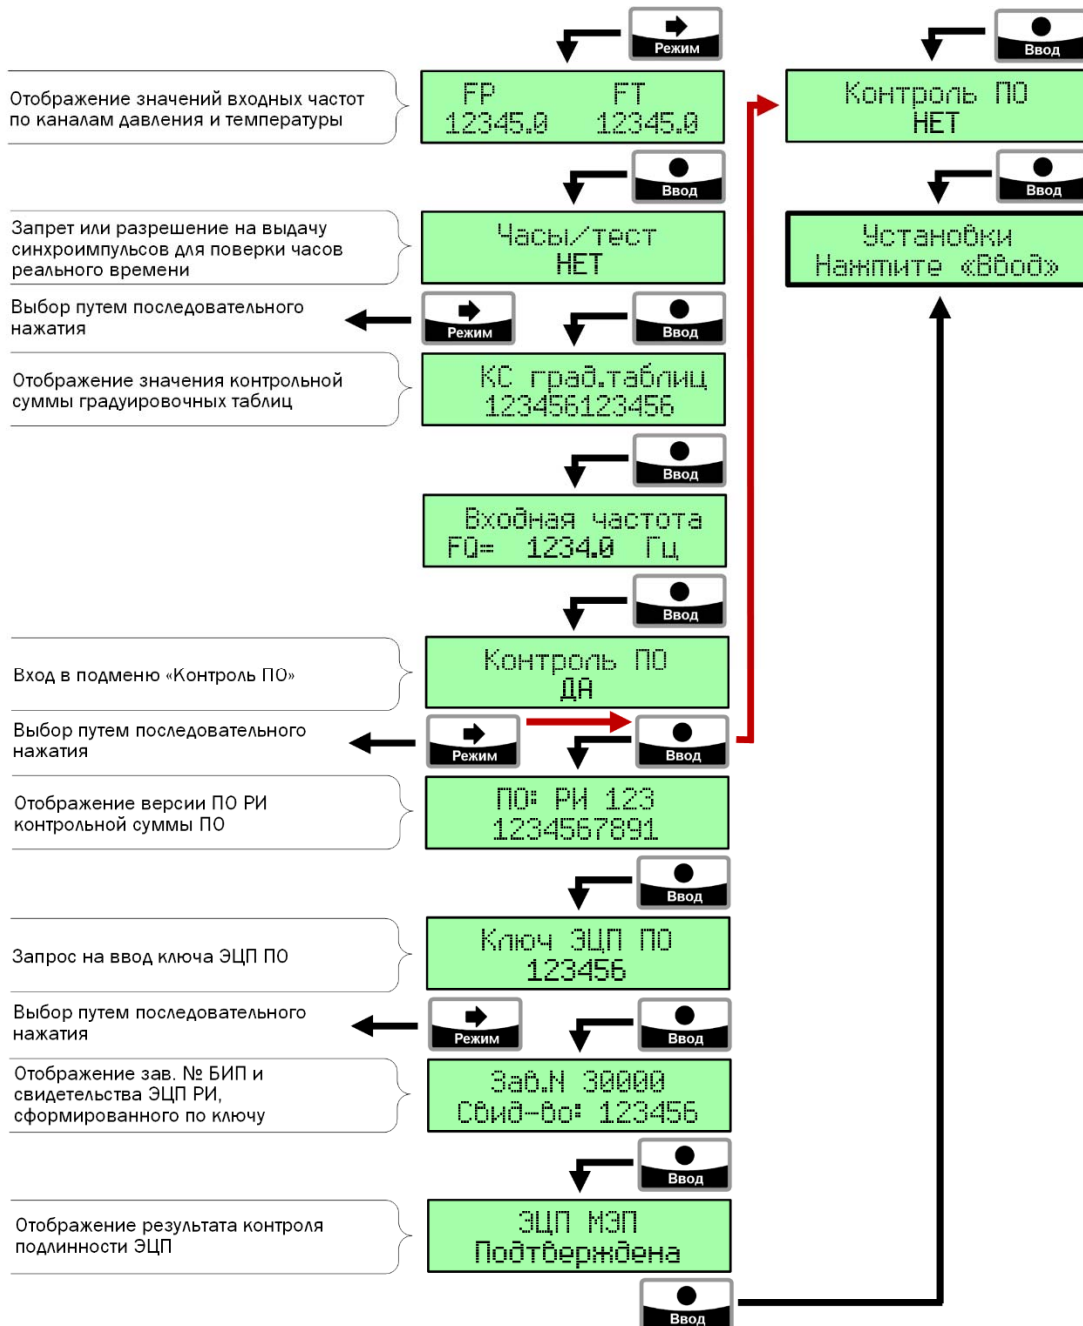 Режим
Ввод
Отображение значений входных частот
по каналам давления и температуры
FP FT
12345.0 12345.0
Контроль ПО
НЕТ
Ввод
Ввод
Запрет или разрешение на выдачу
синхроимпульсов для поверки часов
реального времени
Часы/тест
НЕТ
Установки
Нажмите «Ввод»
Выбор путем последовательного
нажатия
Режим
Ввод
Отображение значения контрольной
суммы градуировочных таблиц
КС град.таблиц
123456123456
Ввод
Входная частота
FQ= 1234.0 Гц
Ввод
Вход в подменю «Контроль ПО»
Контроль ПО
ДА
Выбор путем последовательного
нажатия
Режим
Ввод
Отображение версии ПО РИ
контрольной суммы ПО
ПО: РИ 123
1234567891
Ввод
Запрос на ввод ключа ЭЦП ПО
Ключ ЭЦП ПО
123456
Выбор путем последовательного
нажатия
Режим
Ввод
Отображение зав. № БИП и
свидетельства ЭЦП РИ,
сформированного по ключу
Зав.N 30000
Свид-во: 123456
Ввод
Отображение результата контроля
подлинности ЭЦП
ЭЦП МЭП
Подтверждена
Ввод